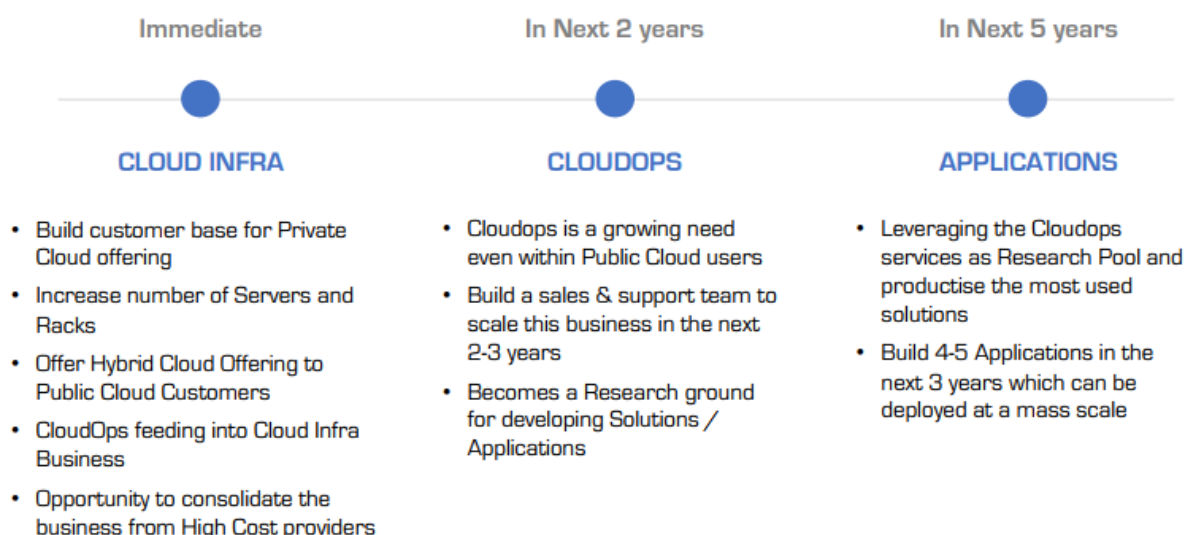 Immediate
In Next 2 years
In Next 5 years
CLOUD INFRA
CLOUDOPS
APPLICATIONS
• Build customer base for Private
Cloud offering
• Increase number of Servers and
Racks
• Offer Hybrid Cloud Offering to
Public Cloud Customers
• CloudOps feeding into Cloud Infra
Business
• Opportunity to consolidate the
business from High Cost providers
• Cloudops is a growing need
even within Public Cloud users
• Build a sales & support team to
scale this business in the next
2-3 years
• Becomes a Research ground
for developing Solutions /
Applications
• Leveraging the Cloudops
services as Research Pool and
productise the most used
solutions
• Build 4-5 Applications in the
next 3 years which can be
deployed at a mass scale